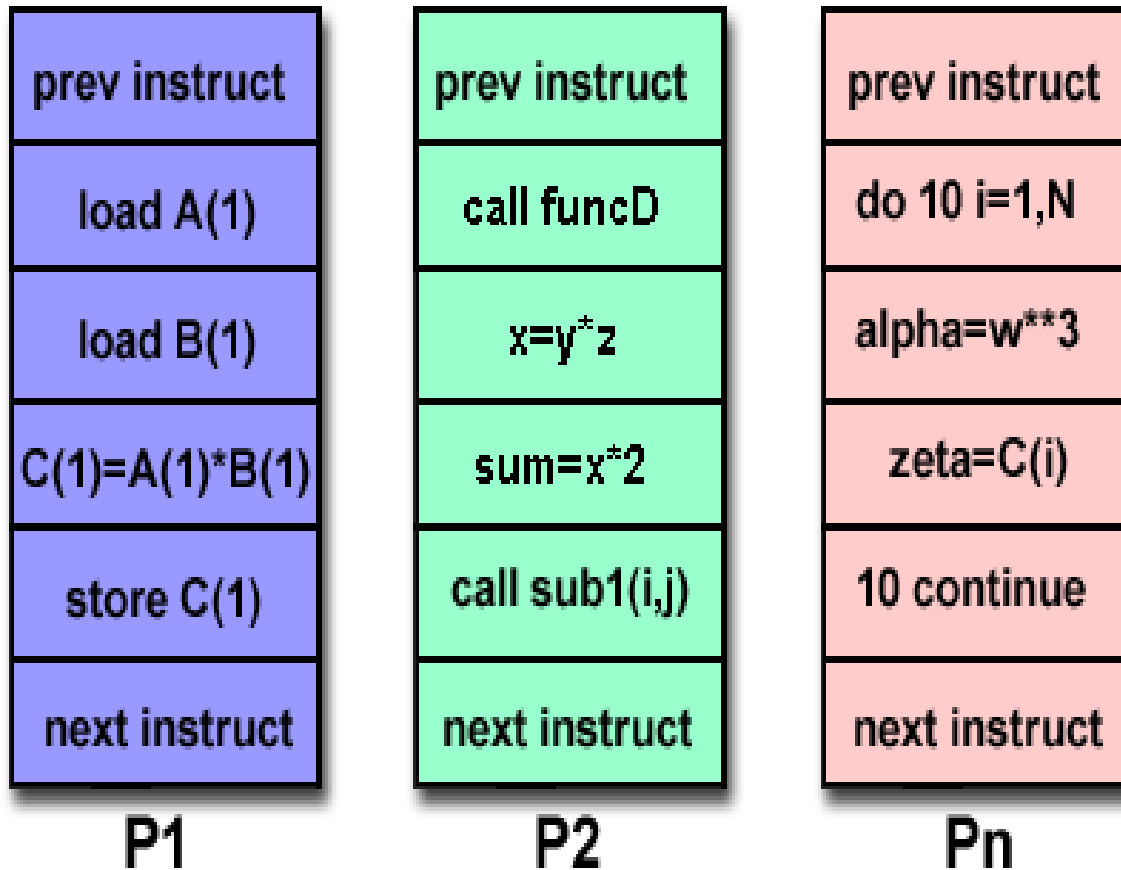 prev instruct
load A(1)
load B(1)
C(1)=A(1)*B(1)
store C(1)
next instruct
P1
prev instruct
call funcD
x=y*z
sum=x*2
call sub1(i,j)
next instruct
P2
prev instruct
do 10 i=1,N
alpha=w**3
zeta=C(i)
10 continue
next instruct
Pn